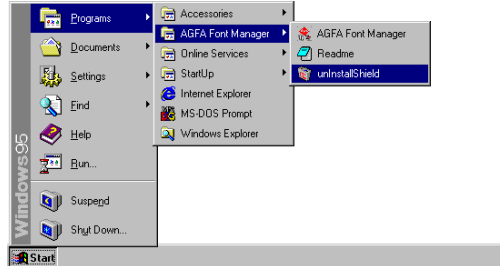 Programs
Documents
Settings
Find
Help
Run...
Suspend
Shut Down...
Windows95
Start
Accessories
AGFA Font Manager
Online Services
StartUp
Internet Explorer
MS-DOS Prompt
Windows Explorer
AGFA Font Manager
Readme
unInstallShield